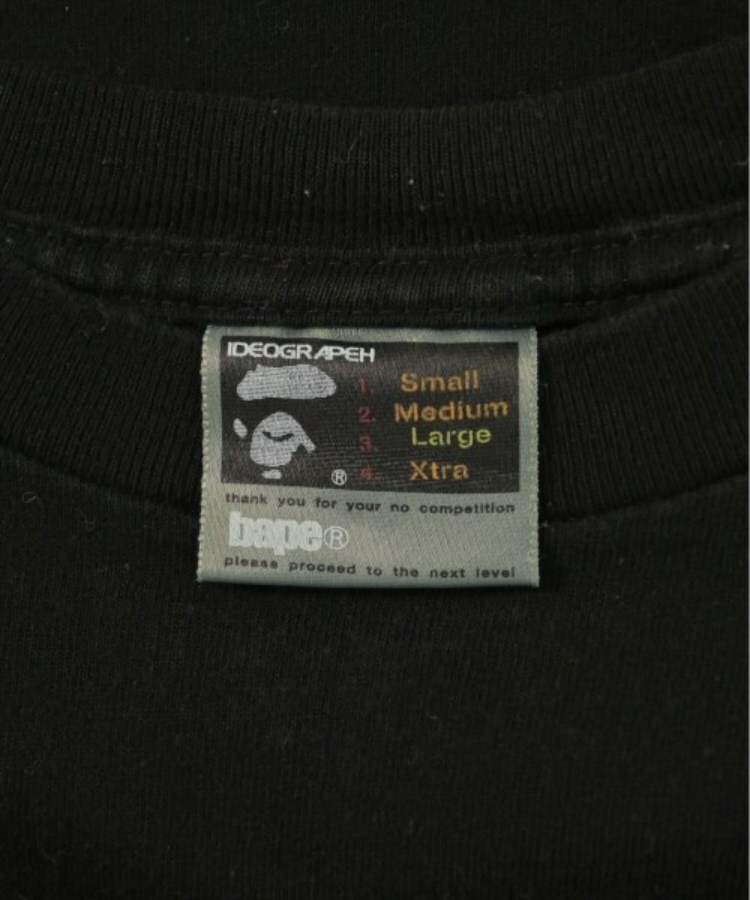 IDEOGRAPEH
1. Small
2. Medium
3. Large
4. Xtra
®
thank you for your no competition
bape®
please proceed to the next level